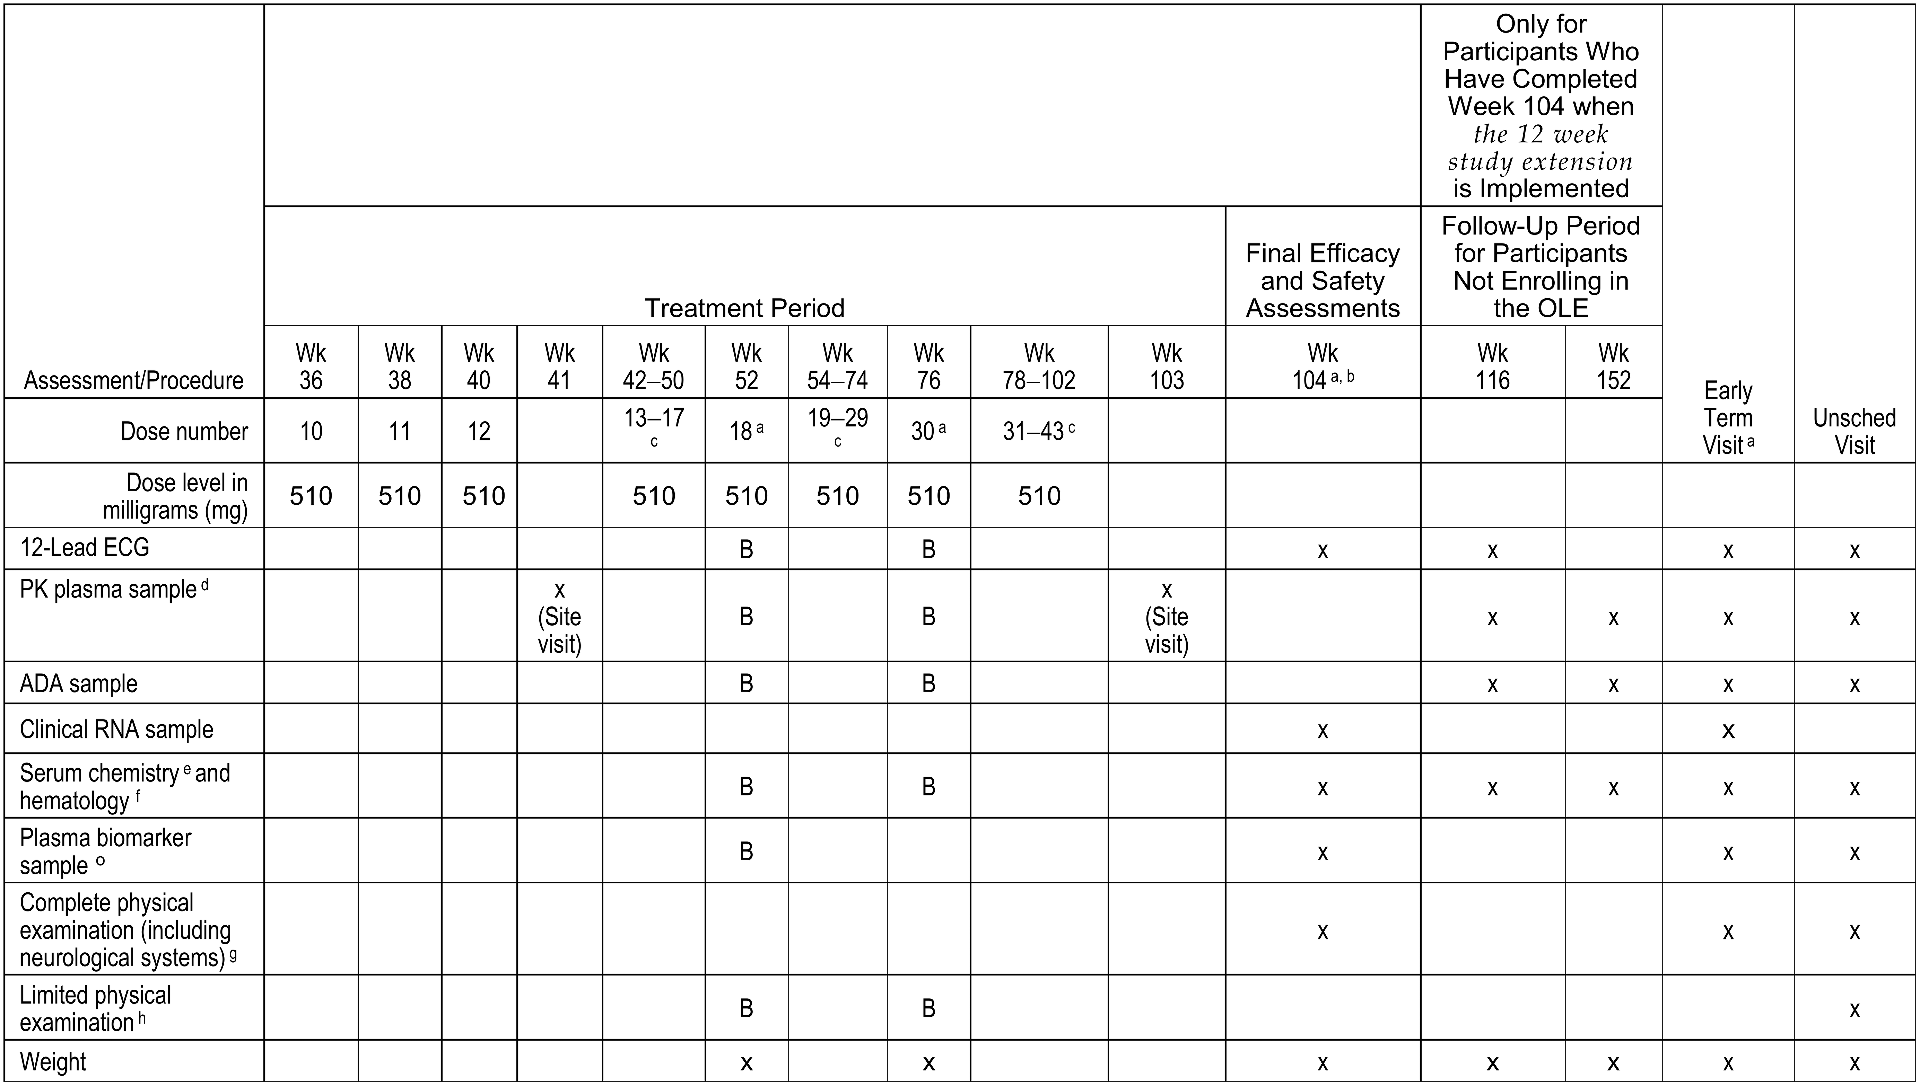 Only for
Participants Who
Have Completed
Week 104 when
the 12 week
study extension
is Implemented
Treatment Period
Final Efficacy
and Safety
Assessments
Follow-Up Period
for Participants
Not Enrolling in
the OLE
Early
Term
Visit a
Unsched
Visit
Assessment/Procedure Wk 36 Wk 38 Wk 40 Wk 41 Wk 42–50 Wk 52 Wk 54–74 Wk 76 Wk 78–102 Wk 103 Wk 104 a, b Wk 116 Wk 152
Dose number 10 11 12 13–17 c 18 a 19–29 c 30 a 31–43 c
Dose level in
milligrams (mg) 510 510 510 510 510 510 510 510
12-Lead ECG B B x x x x
PK plasma sample d x (Site visit) B B x (Site visit) x x x x
ADA sample B B x x x x
Clinical RNA sample x x
Serum chemistry e and
hematology f B B x x x x x
Plasma biomarker
sample o B x x x
Complete physical
examination (including
neurological systems) g x x x
Limited physical
examination h B B x
Weight x x x x x x x